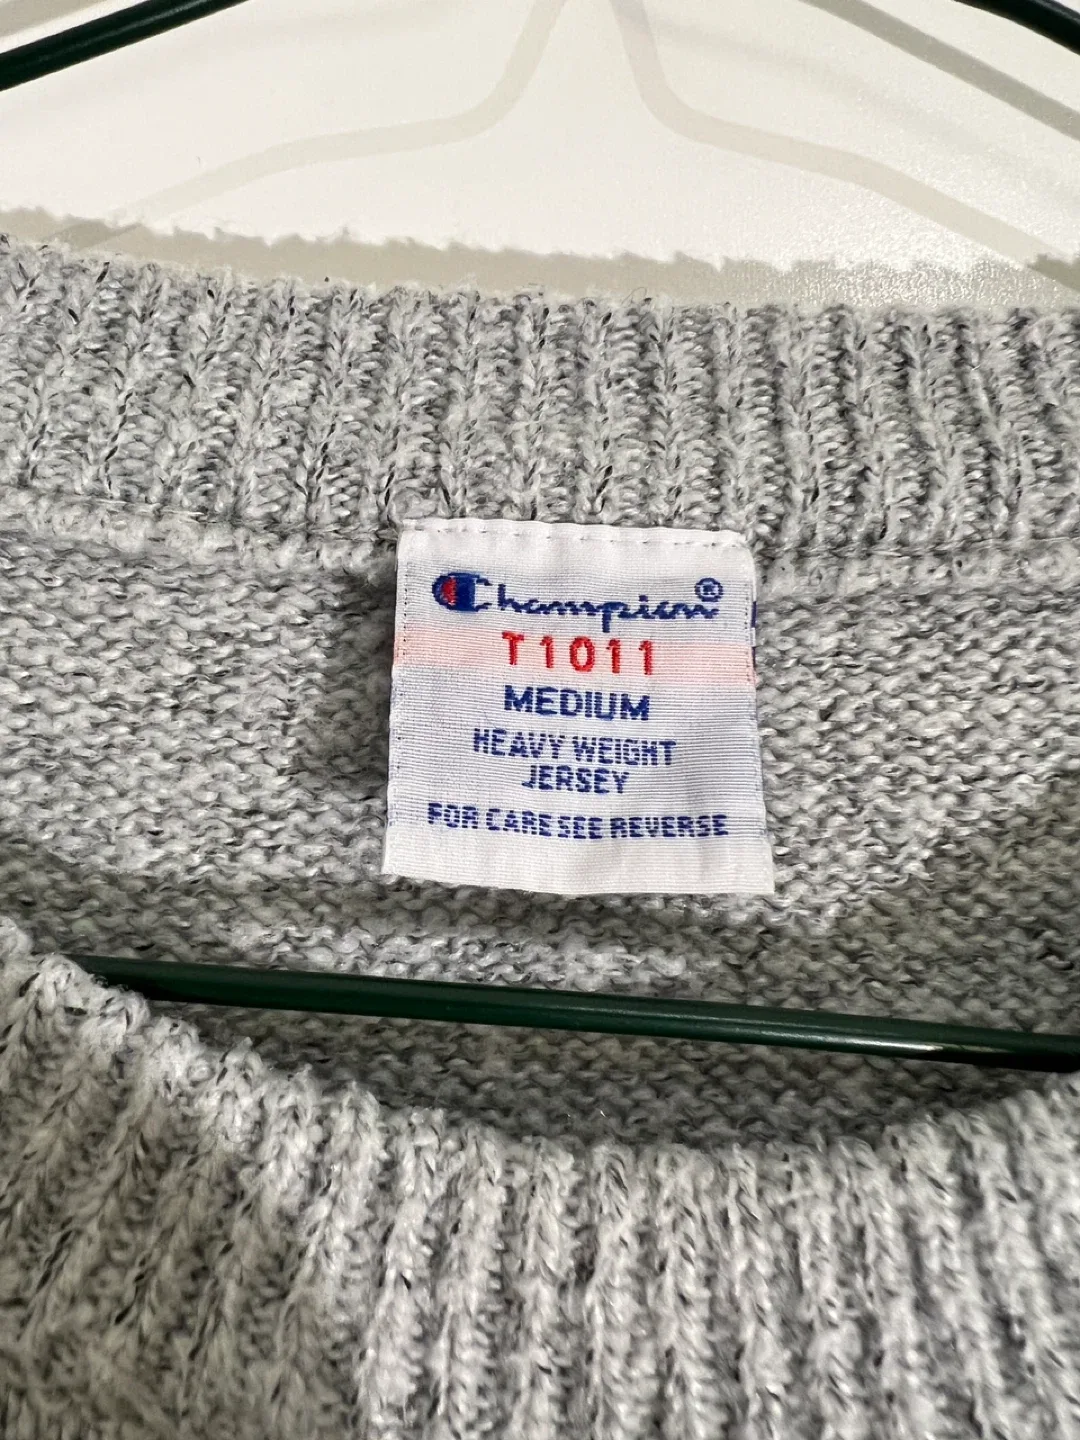 Champion®
T1011
MEDIUM
HEAVY WEIGHT
JERSEY
FOR CARE SEE REVERSE